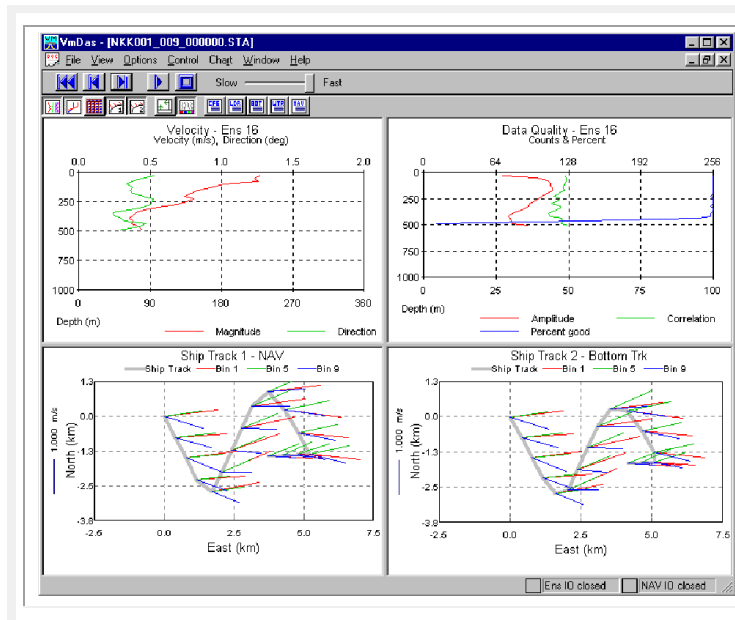 VmDas - [NKK001_009_000000.STA]
File View Options Control Chart Window Help
Slow Fast
CFG LDR BBT WTR NAV
Velocity - Ens 16
Velocity (m/s), Direction (deg)
0.0 0.5 1.0 1.5 2.0
0
250
500
750
1000
0 90 180 270 360
Depth (m)
Magnitude Direction
Data Quality - Ens 16
Counts & Percent
0 64 128 192 256
0
250
500
750
1000
0 25 50 75 100
Depth (m)
Amplitude Correlation
Percent good
Ship Track 1 - NAV
Ship Track Bin 1 Bin 5 Bin 9
1.000 m/s
North (km)
1.3
0.0
-1.3
-2.5
-3.8
-2.5 0.0 2.5 5.0 7.5
East (km)
Ship Track 2 - Bottom Trk
Ship Track Bin 1 Bin 5 Bin 9
1.000 m/s
North (km)
1.3
0.0
-1.3
-2.5
-3.8
-2.5 0.0 2.5 5.0 7.5
East (km)
Ens IO closed NAV IO closed